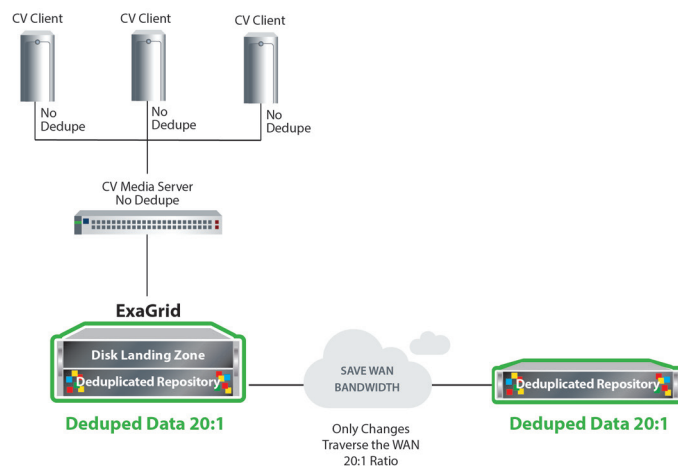 CV Client
CV Client
CV Client
No
Dedupe
No
Dedupe
No
Dedupe
CV Media Server
No Dedupe
ExaGrid
Disk Landing Zone
Deduplicated Repository
Deduped Data 20:1
SAVE WAN
BANDWIDTH
Only Changes
Traverse the WAN
20:1 Ratio
Deduplicated Repository
Deduped Data 20:1